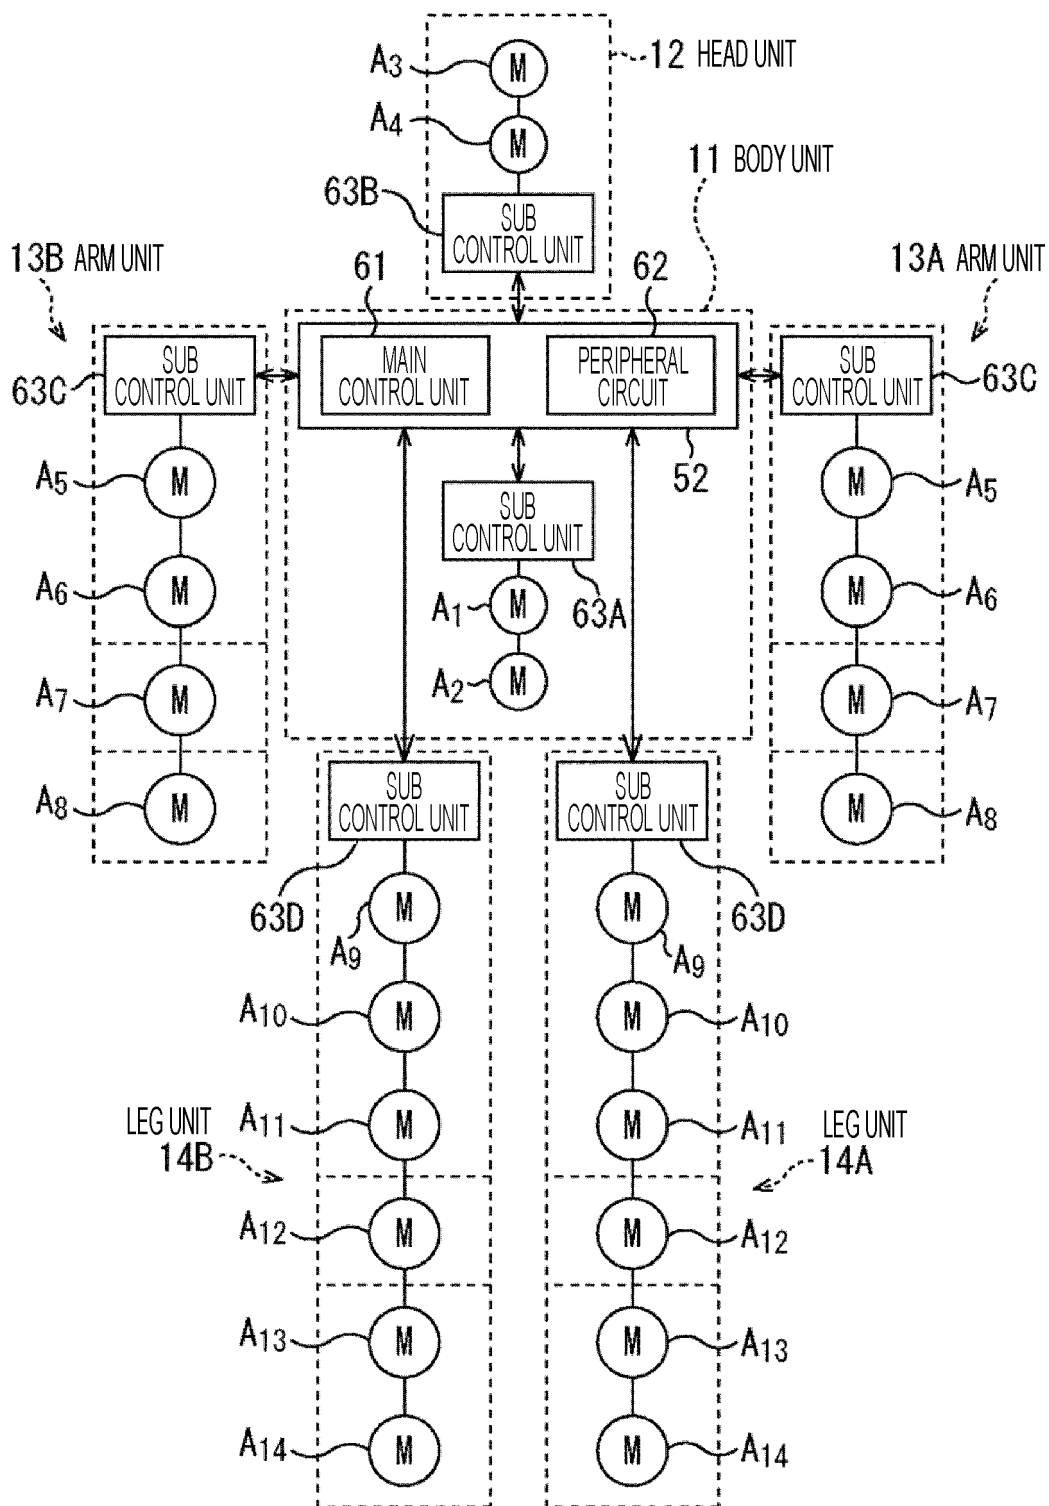 A3 M
12 HEAD UNIT
A4 M
11 BODY UNIT
63B
SUB
CONTROL UNIT
13B ARM UNIT
61
62
13A ARM UNIT
SUB
CONTROL UNIT
63C
MAIN
CONTROL UNIT
PERIPHERAL
CIRCUIT
SUB
CONTROL UNIT
63C
52
A5 M
SUB
CONTROL UNIT
63A
M A5
A6 M
A1 M
M A6
A7 M
A2 M
M A7
A8 M
M A8
SUB
CONTROL UNIT
63D
SUB
CONTROL UNIT
63D
A9 M
M A9
A10 M
M A10
A11 M
M A11
LEG UNIT
14B
LEG UNIT
14A
A12 M
M A12
A13 M
M A13
A14 M
M A14